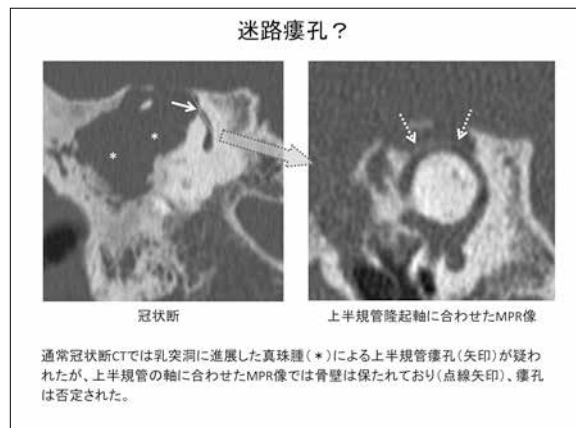 迷路瘻孔？
*
*
冠状断
上半規管隆起軸に合わせたMPR像
通常冠状断CTでは乳突洞に進展した真珠腫(*)による上半規管瘻孔(矢印)が疑わ
れたが、上半規管の軸に合わせたMPR像では骨壁は保たれており(点線矢印)、瘻孔
は否定された。